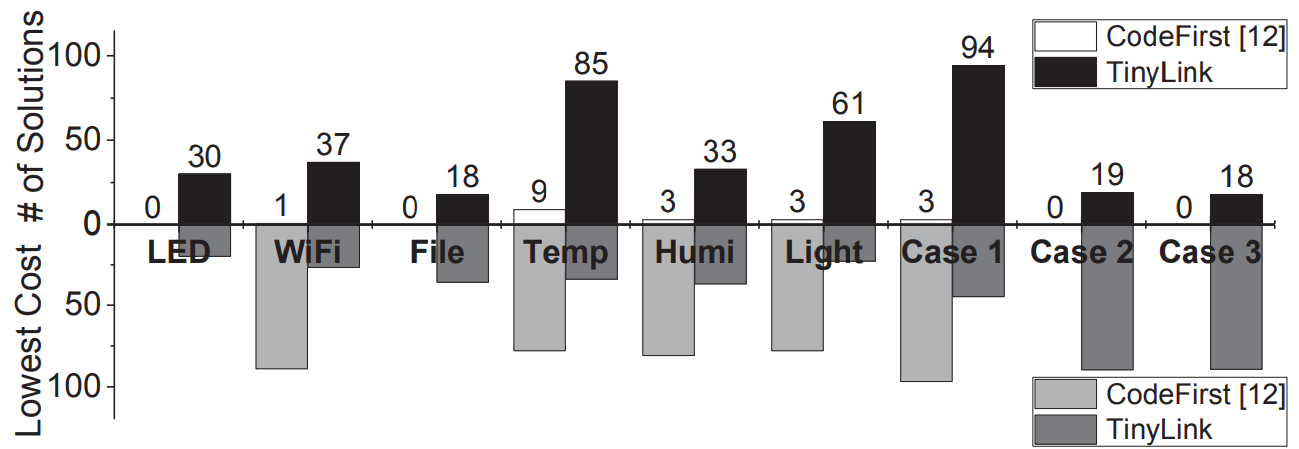 # of Solutions
Lowest Cost
100
50
0
50
100
0
30
1
37
0
18
9
85
3
33
3
61
3
94
0
19
0
18
LED
WiFi
File
Temp
Humi
Light
Case 1
Case 2
Case 3
CodeFirst [12]
TinyLink
CodeFirst [12]
TinyLink